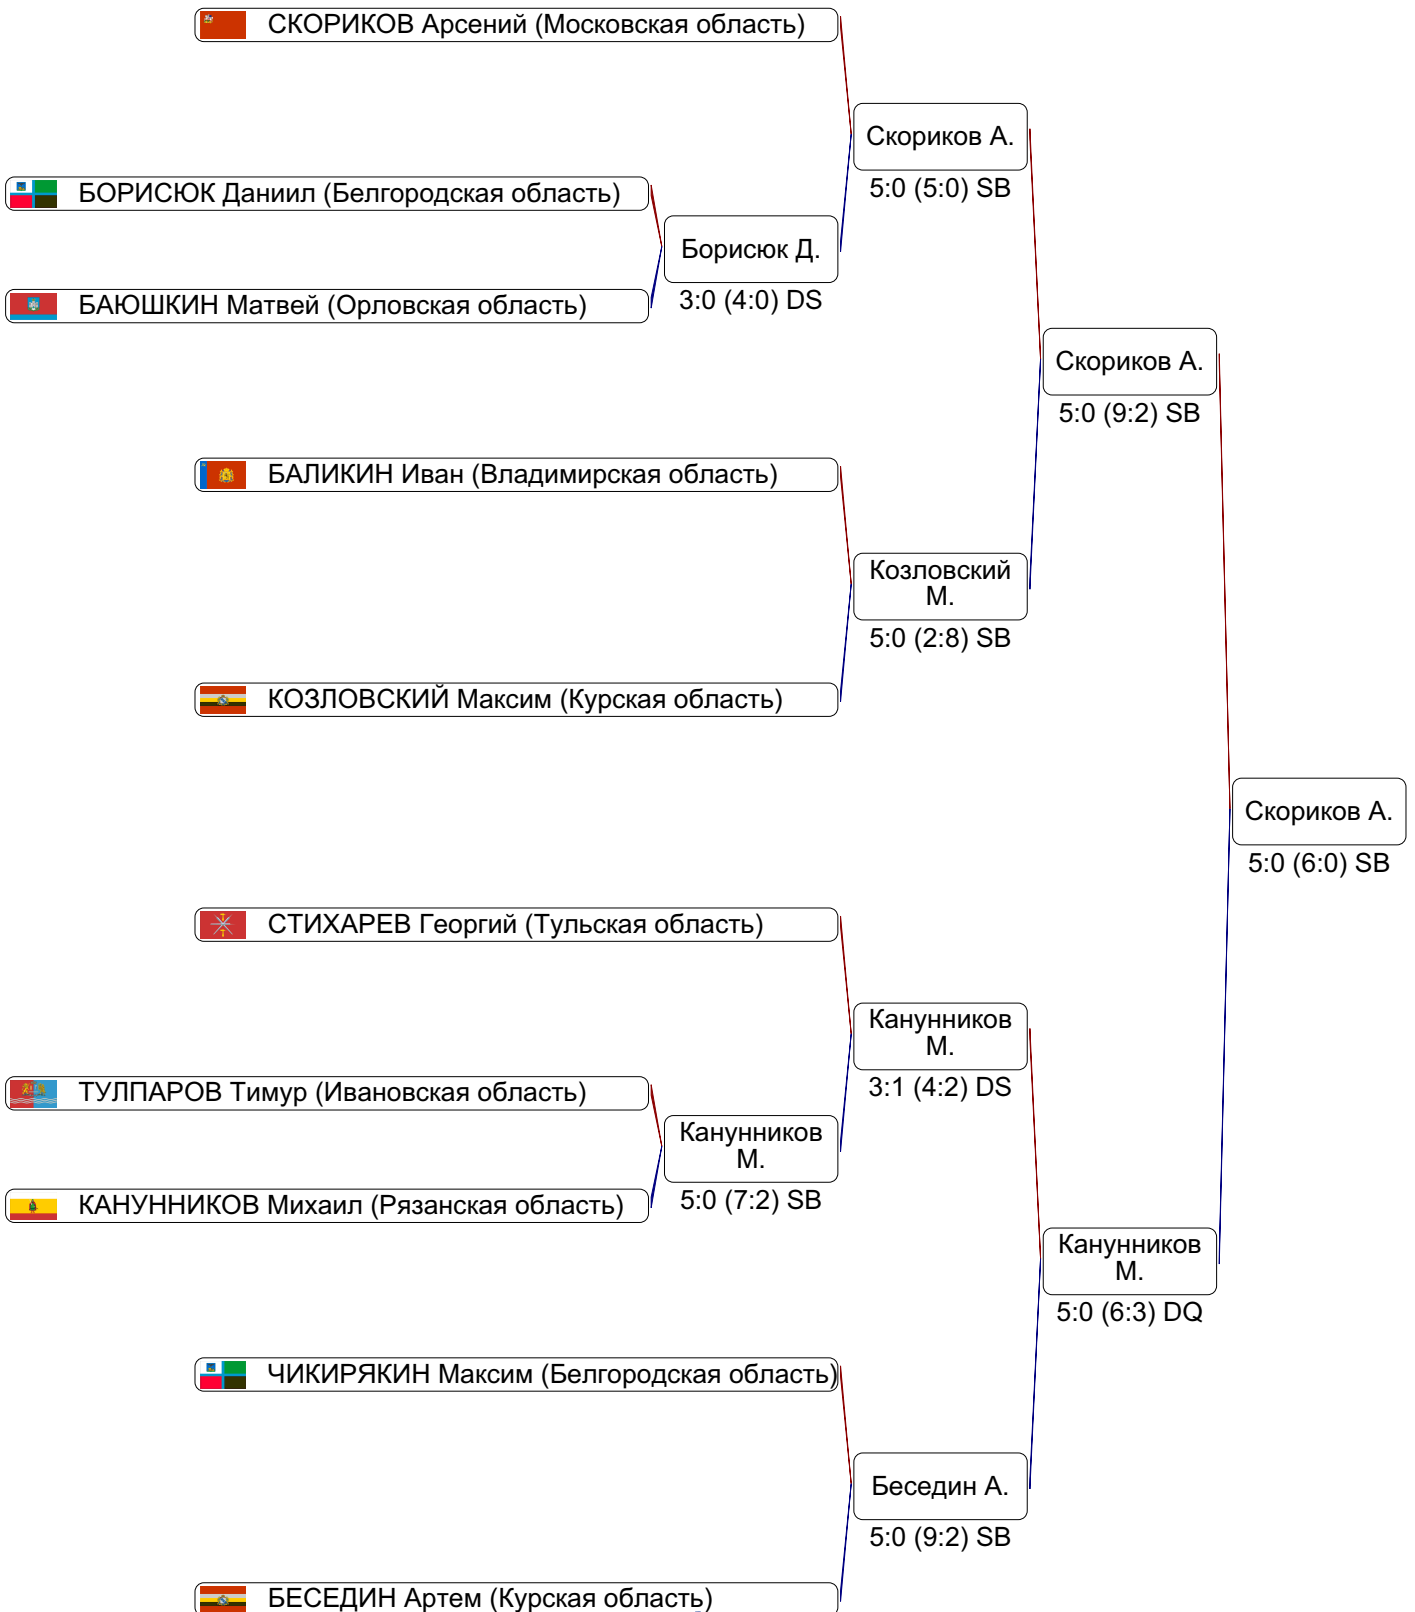 СКОРИКОВ Арсений (Московская область)
Скориков А.
5:0 (5:0) SB
БОРИСЮК Даниил (Белгородская область)
Борисюк Д.
3:0 (4:0) DS
БАЮШКИН Матвей (Орловская область)
Скориков А.
5:0 (9:2) SB
БАЛИКИН Иван (Владимирская область)
Козловский
М.
5:0 (2:8) SB
КОЗЛОВСКИЙ Максим (Курская область)
Скориков А.
5:0 (6:0) SB
СТИХАРЕВ Георгий (Тульская область)
Канунников
М.
3:1 (4:2) DS
ТУЛПАРОВ Тимур (Ивановская область)
Канунников
М.
5:0 (7:2) SB
КАНУННИКОВ Михаил (Рязанская область)
Канунников
М.
5:0 (6:3) DQ
ЧИКИРЯКИН Максим (Белгородская область)
Беседин А.
5:0 (9:2) SB
БЕСЕДИН Артем (Курская область)